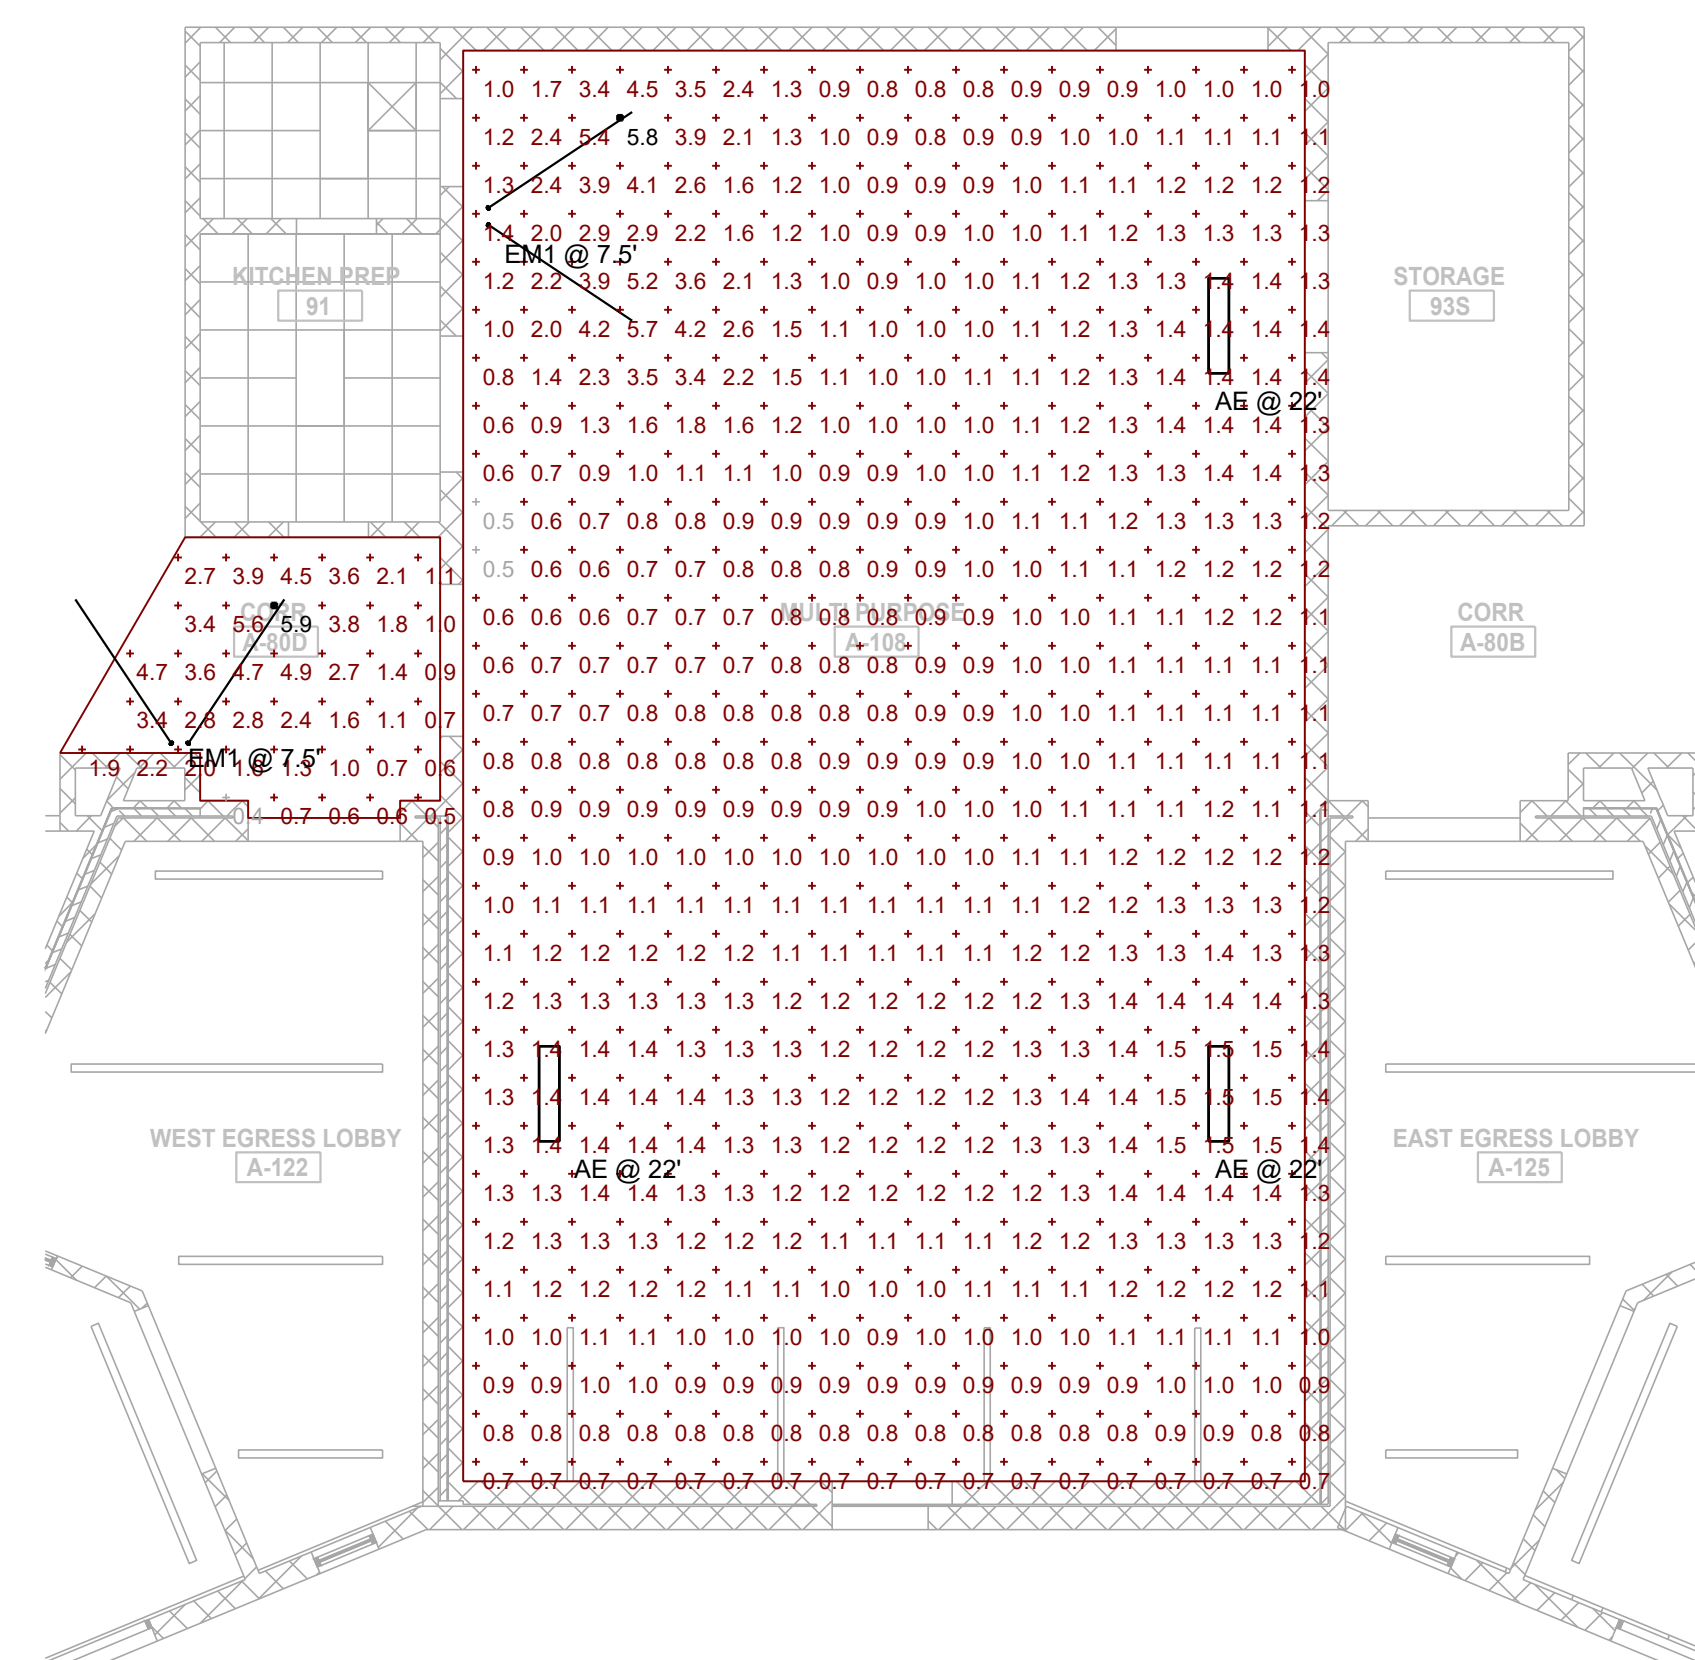 1.0 1.7 3.4 4.5 3.5 2.4 1.3 0.9 0.8 0.8 0.8 0.9 0.9 0.9 1.0 1.0 1.0 1.0
1.2 2.4 5.4 5.8 3.9 2.1 1.3 1.0 0.9 0.8 0.9 0.9 1.0 1.0 1.1 1.1 1.1 1.1
1.3 2.4 3.9 4.1 2.6 1.6 1.2 1.0 0.9 0.9 0.9 1.0 1.1 1.1 1.2 1.2 1.2 1.2
1.4 2.0 2.9 2.9 2.2 1.6 1.2 1.0 0.9 0.9 1.0 1.0 1.1 1.2 1.3 1.3 1.3 1.3
EM1 @ 7.5'
1.2 2.2 3.9 5.2 3.6 2.1 1.3 1.0 0.9 1.0 1.0 1.1 1.2 1.3 1.3 1.4 1.4 1.3
KITCHEN PREP
91
STORAGE
93S
1.0 2.0 4.2 5.7 4.2 2.6 1.5 1.1 1.0 1.0 1.0 1.1 1.2 1.3 1.4 1.4 1.4 1.4
0.8 1.4 2.3 3.5 3.4 2.2 1.5 1.1 1.0 1.0 1.1 1.1 1.2 1.3 1.4 1.4 1.4 1.4
AE @ 22'
0.6 0.9 1.3 1.6 1.8 1.6 1.2 1.0 1.0 1.0 1.0 1.1 1.2 1.3 1.4 1.4 1.4 1.3
0.6 0.7 0.9 1.0 1.1 1.1 1.0 0.9 0.9 1.0 1.0 1.1 1.2 1.3 1.3 1.4 1.4 1.3
0.5 0.6 0.7 0.8 0.8 0.9 0.9 0.9 0.9 0.9 1.0 1.1 1.1 1.2 1.3 1.3 1.3 1.2
0.5 0.6 0.6 0.7 0.7 0.8 0.8 0.8 0.9 0.9 1.0 1.0 1.1 1.1 1.2 1.2 1.2 1.2
2.7 3.9 4.5 3.6 2.1 1.1
CORR
A-80D
3.4 5.6 5.9 3.8 1.8 1.0
0.6 0.6 0.6 0.7 0.7 0.7 0.8 0.8 0.8 0.9 0.9 1.0 1.0 1.1 1.1 1.2 1.2 1.1
MULTI PURPOSE
A-108
CORR
A-80B
4.7 3.6 4.7 4.9 2.7 1.4 0.9
0.6 0.7 0.7 0.7 0.7 0.7 0.8 0.8 0.8 0.9 0.9 1.0 1.0 1.1 1.1 1.1 1.1 1.1
3.4 2.8 2.8 2.4 1.6 1.1 0.7
0.7 0.7 0.7 0.8 0.8 0.8 0.8 0.8 0.8 0.9 0.9 1.0 1.0 1.1 1.1 1.1 1.1 1.1
EM1 @ 7.5'
1.9 2.2 2.0 1.6 1.3 1.0 0.7 0.6
0.8 0.8 0.8 0.8 0.8 0.8 0.8 0.9 0.9 0.9 0.9 1.0 1.0 1.1 1.1 1.1 1.1 1.1
0.4 0.7 0.6 0.6 0.5
0.8 0.9 0.9 0.9 0.9 0.9 0.9 0.9 0.9 1.0 1.0 1.0 1.1 1.1 1.1 1.2 1.1 1.1
0.9 1.0 1.0 1.0 1.0 1.0 1.0 1.0 1.0 1.0 1.0 1.1 1.1 1.2 1.2 1.2 1.2 1.2
1.0 1.1 1.1 1.1 1.1 1.1 1.1 1.1 1.1 1.1 1.1 1.1 1.2 1.2 1.3 1.3 1.3 1.2
1.1 1.2 1.2 1.2 1.2 1.2 1.1 1.1 1.1 1.1 1.1 1.2 1.2 1.3 1.3 1.4 1.3 1.3
1.2 1.3 1.3 1.3 1.3 1.3 1.2 1.2 1.2 1.2 1.2 1.2 1.3 1.4 1.4 1.4 1.4 1.3
1.3 1.4 1.4 1.4 1.3 1.3 1.3 1.2 1.2 1.2 1.2 1.3 1.3 1.4 1.5 1.5 1.5 1.4
1.3 1.4 1.4 1.4 1.4 1.3 1.3 1.2 1.2 1.2 1.2 1.3 1.4 1.4 1.5 1.5 1.5 1.4
1.3 1.4 1.4 1.4 1.4 1.3 1.3 1.2 1.2 1.2 1.2 1.3 1.3 1.4 1.5 1.5 1.5 1.4
WEST EGRESS LOBBY
A-122
AE @ 22'
AE @ 22'
EAST EGRESS LOBBY
A-125
1.3 1.3 1.4 1.4 1.3 1.3 1.2 1.2 1.2 1.2 1.2 1.2 1.3 1.4 1.4 1.4 1.4 1.3
1.2 1.3 1.3 1.3 1.2 1.2 1.2 1.1 1.1 1.1 1.1 1.2 1.2 1.3 1.3 1.3 1.3 1.2
1.1 1.2 1.2 1.2 1.2 1.1 1.1 1.0 1.0 1.0 1.1 1.1 1.1 1.2 1.2 1.2 1.2 1.1
1.0 1.0 1.1 1.1 1.0 1.0 1.0 1.0 0.9 1.0 1.0 1.0 1.0 1.1 1.1 1.1 1.1 1.0
0.9 0.9 1.0 1.0 0.9 0.9 0.9 0.9 0.9 0.9 0.9 0.9 0.9 0.9 1.0 1.0 1.0 0.9
0.8 0.8 0.8 0.8 0.8 0.8 0.8 0.8 0.8 0.8 0.8 0.8 0.8 0.8 0.9 0.9 0.8 0.8
0.7 0.7 0.7 0.7 0.7 0.7 0.7 0.7 0.7 0.7 0.7 0.7 0.7 0.7 0.7 0.7 0.7 0.7